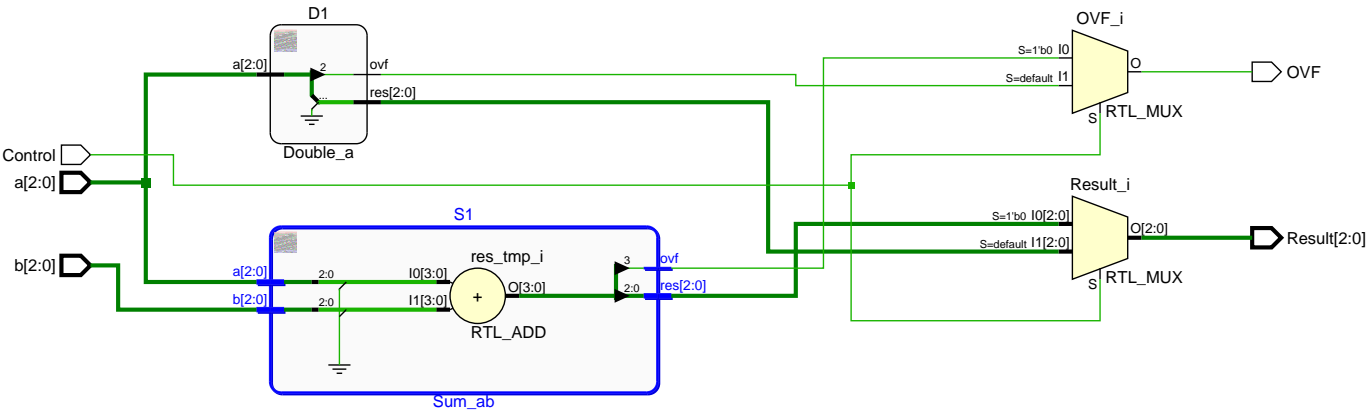 D1
OVF_i
a[2:0]
2
ovf
...
res[2:0]
Double_a
S=1'b0 I0
S=default I1
O
S
RTL_MUX
OVF
Control
a[2:0]
b[2:0]
S1
a[2:0]
b[2:0]
2:0
2:0
I0[3:0]
I1[3:0]
res_tmp_i
+
O[3:0]
RTL_ADD
3
2:0
ovf
res[2:0]
Sum_ab
Result_i
S=1'b0 I0[2:0]
S=default I1[2:0]
O[2:0]
S
RTL_MUX
Result[2:0]